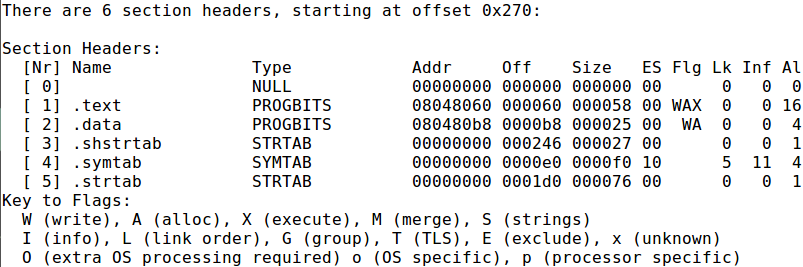 There are 6 section headers, starting at offset 0x270:

Section Headers:
  [Nr] Name              Type            Addr     Off    Size   ES Flg Lk Inf Al
  [ 0]                   NULL            00000000 000000 000000 00      0   0  0
  [ 1] .text             PROGBITS        08048060 000060 000058 00 WAX  0   0 16
  [ 2] .data             PROGBITS        080480b8 0000b8 000025 00  WA  0   0  4
  [ 3] .shstrtab         STRTAB          00000000 000246 000027 00      0   0  1
  [ 4] .symtab           SYMTAB          00000000 0000e0 0000f0 10      5  11  4
  [ 5] .strtab           STRTAB          00000000 0001d0 000076 00      0   0  1
Key to Flags:
  W (write), A (alloc), X (execute), M (merge), S (strings)
  I (info), L (link order), G (group), T (TLS), E (exclude), x (unknown)
  O (extra OS processing required) o (OS specific), p (processor specific)